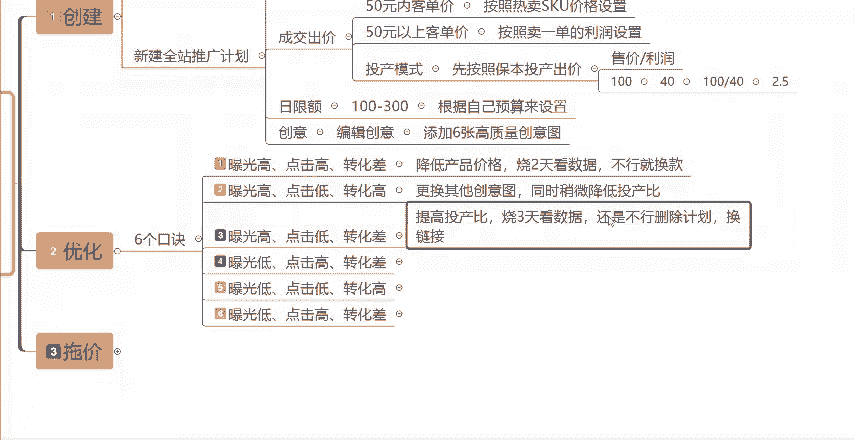 1 创建
新建全站推广计划
成交出价
50元内客单价 按照热卖SKU价格设置
50元以上客单价 按照卖一单的利润设置
投产模式 先按照保本投产出价
售价/利润
100 40 100/40 2.5
日限额 100-300 根据自己预算来设置
创意 编辑创意 添加6张高质量创意图
2 优化
6个口诀
1 曝光高、点击高、转化差 降低产品价格，烧2天看数据，不行就换款
2 曝光高、点击低、转化高 更换其他创意图，同时稍微降低投产比
3 曝光高、点击低、转化差 提高投产比，烧3天看数据，还是不行删除计划，换
链接
4 曝光低、点击高、转化差
5 曝光低、点击低、转化高
6 曝光低、点击高、转化差
3 拖价